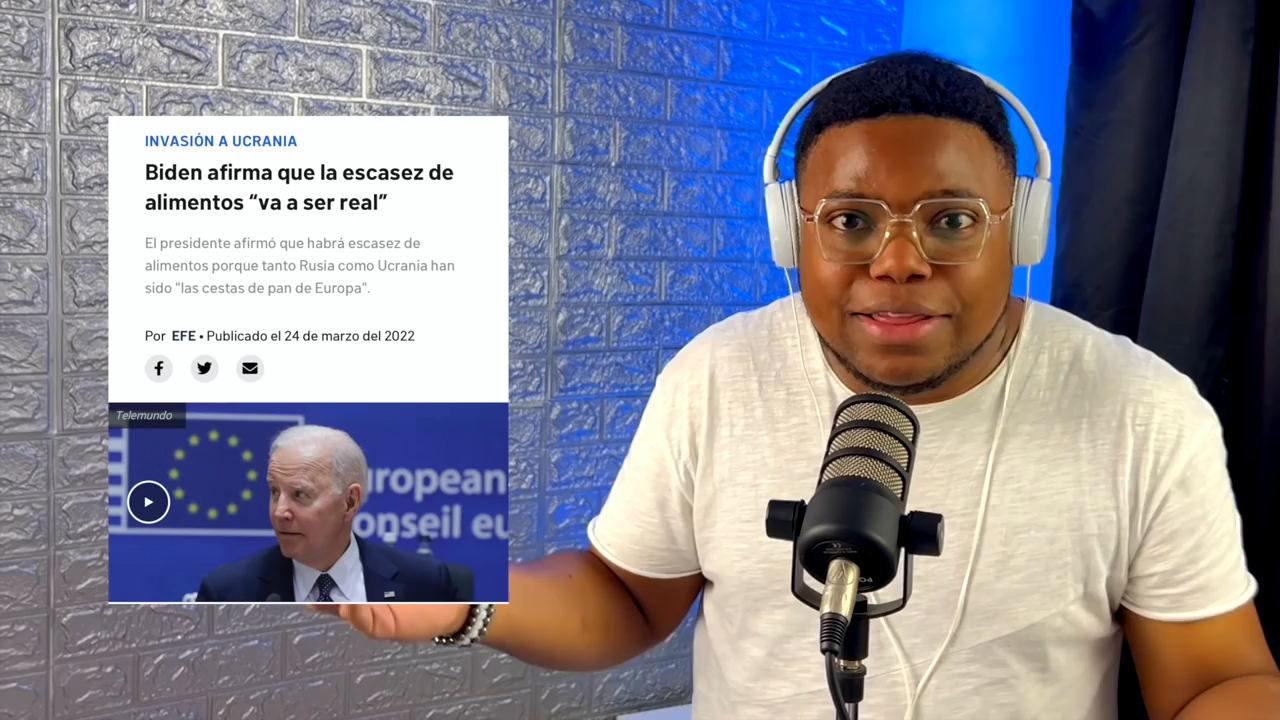 INVASIÓN A UCRANIA
Biden afirma que la escasez de
alimentos “va a ser real”
El presidente afirmó que habrá escasez de
alimentos porque tanto Rusia como Ucrania han
sido "las cestas de pan de Europa".
Por EFE • Publicado el 24 de marzo del 2022
Telemundo
uropean
onseil eu